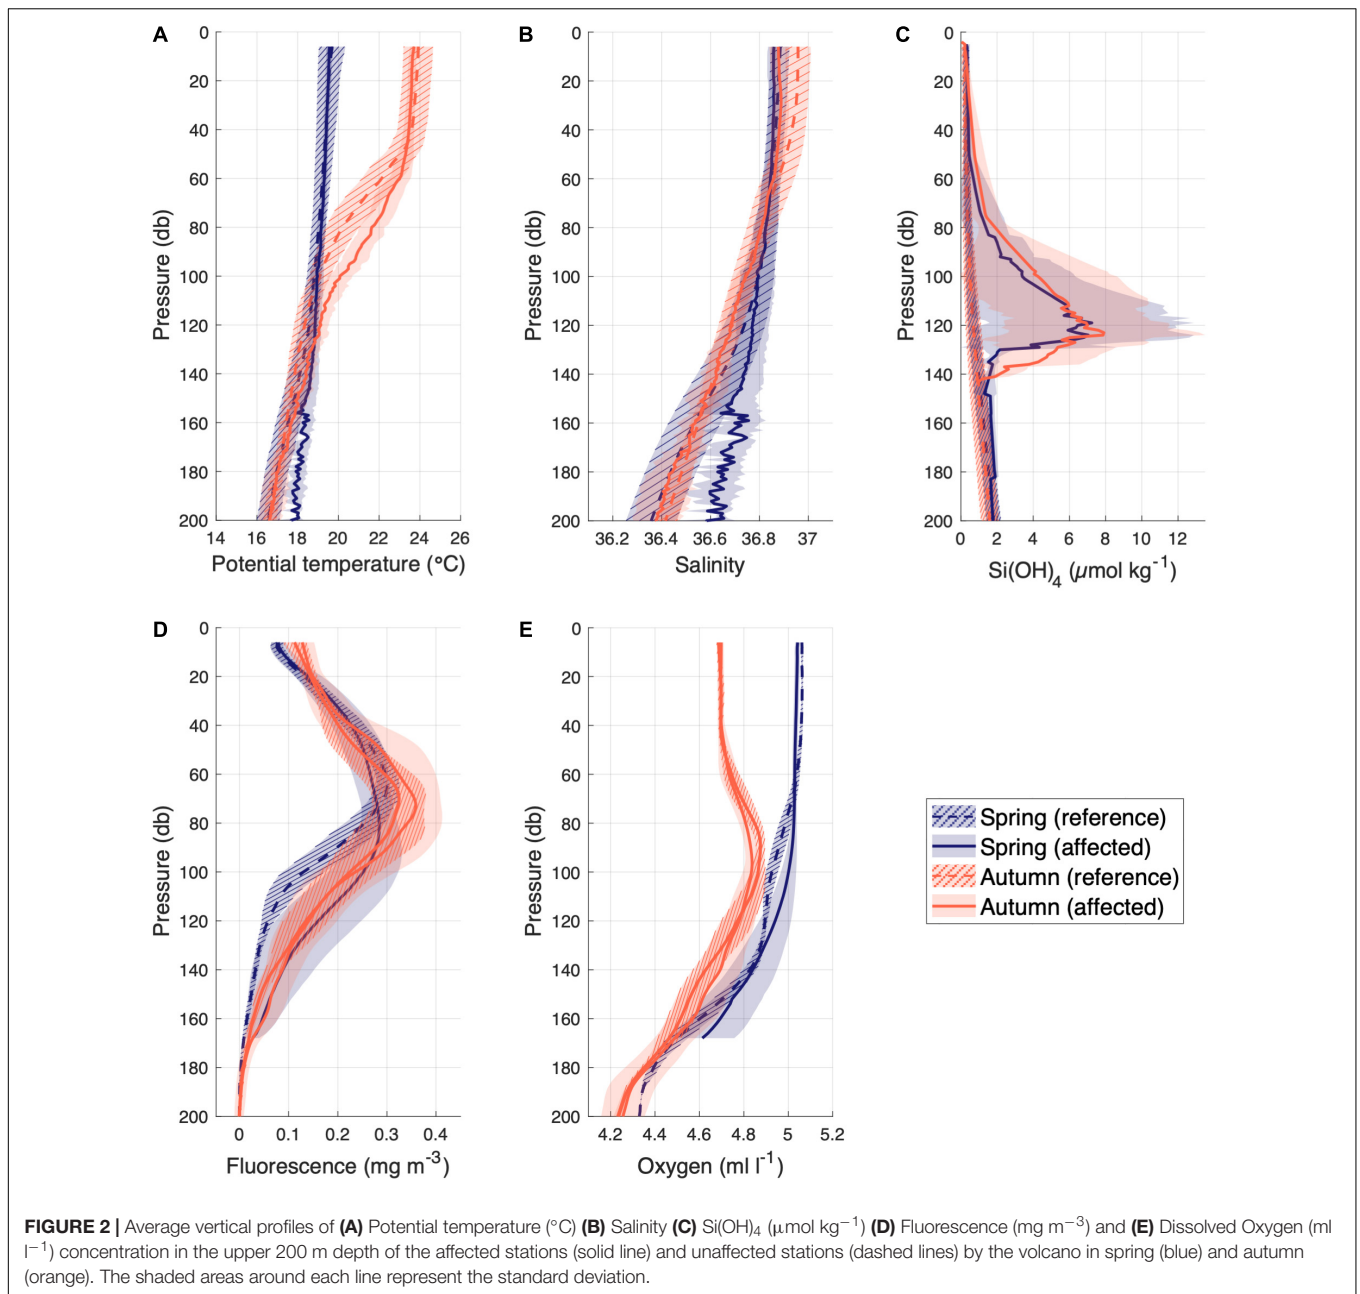 A
0
20
40
60
80
100
120
140
160
180
200
Pressure (db)
14 16 18 20 22 24 26
Potential temperature (°C)
B
0
20
40
60
80
100
120
140
160
180
200
Pressure (db)
36.2 36.4 36.6 36.8 37
Salinity
C
0
20
40
60
80
100
120
140
160
180
200
Pressure (db)
0 2 4 6 8 10 12
Si(OH)4 (µmol kg-1)
D
0
20
40
60
80
100
120
140
160
180
200
Pressure (db)
0 0.1 0.2 0.3 0.4
Fluorescence (mg m-3)
E
0
20
40
60
80
100
120
140
160
180
200
Pressure (db)
4.2 4.4 4.6 4.8 5 5.2
Oxygen (ml l-1)
Spring (reference)
Spring (affected)
Autumn (reference)
Autumn (affected)
FIGURE 2 | Average vertical profiles of (A) Potential temperature (°C) (B) Salinity (C) Si(OH)4 (µmol kg−1) (D) Fluorescence (mg m−3) and (E) Dissolved Oxygen (ml
l−1) concentration in the upper 200 m depth of the affected stations (solid line) and unaffected stations (dashed lines) by the volcano in spring (blue) and autumn
(orange). The shaded areas around each line represent the standard deviation.